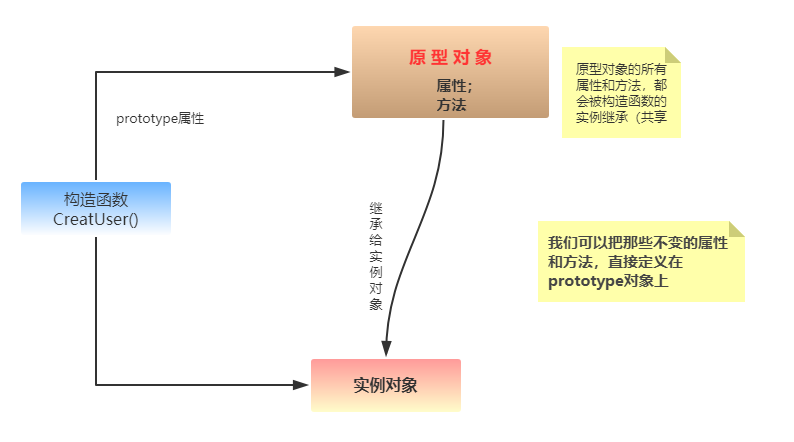 原 型 对 象
属性;
方法
原型对象的所有
属性和方法，都
会被构造函数的
实例继承（共享
prototype属性
构造函数
CreatUser()
继
承
给
实
例
对
象
我们可以把那些不变的属性
和方法，直接定义在
prototype对象上
实例对象